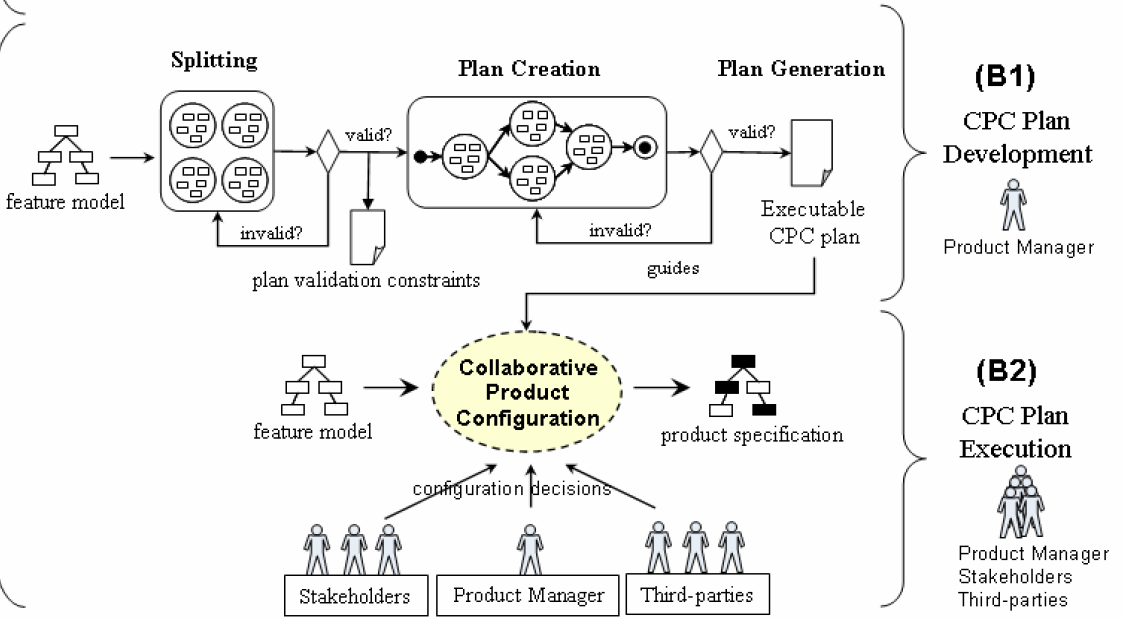 Splitting
Plan Creation
Plan Generation
valid?
valid?
feature model
invalid?
invalid?
plan validation constraints
Executable
CPC plan
guides
(B1)
CPC Plan
Development
Product Manager
Collaborative
Product
Configuration
feature model
product specification
configuration decisions
Stakeholders
Product Manager
Third-parties
(B2)
CPC Plan
Execution
Product Manager
Stakeholders
Third-parties